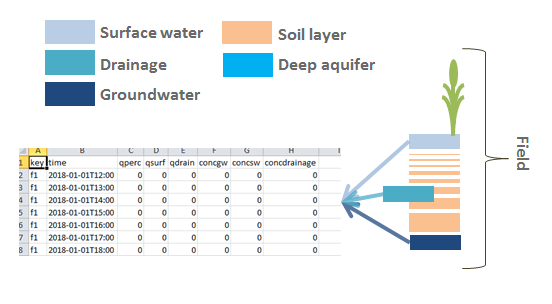 Surface water
Soil layer
Drainage
Deep aquifer
Groundwater
A B C D E F G H I
1 key time qperc qsurf qdrain concgw concsw concdrainage
2 f1 2018-01-01T12:00 0 0 0 0 0 0
3 f1 2018-01-01T13:00 0 0 0 0 0 0
4 f1 2018-01-01T14:00 0 0 0 0 0 0
5 f1 2018-01-01T15:00 0 0 0 0 0 0
6 f1 2018-01-01T16:00 0 0 0 0 0 0
7 f1 2018-01-01T17:00 0 0 0 0 0 0
8 f1 2018-01-01T18:00 0 0 0 0 0 0
Field